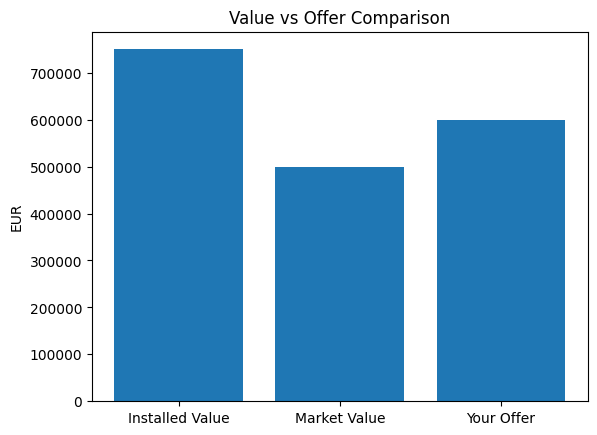 Value vs Offer Comparison
EUR
700000
600000
500000
400000
300000
200000
100000
0
Installed Value
Market Value
Your Offer